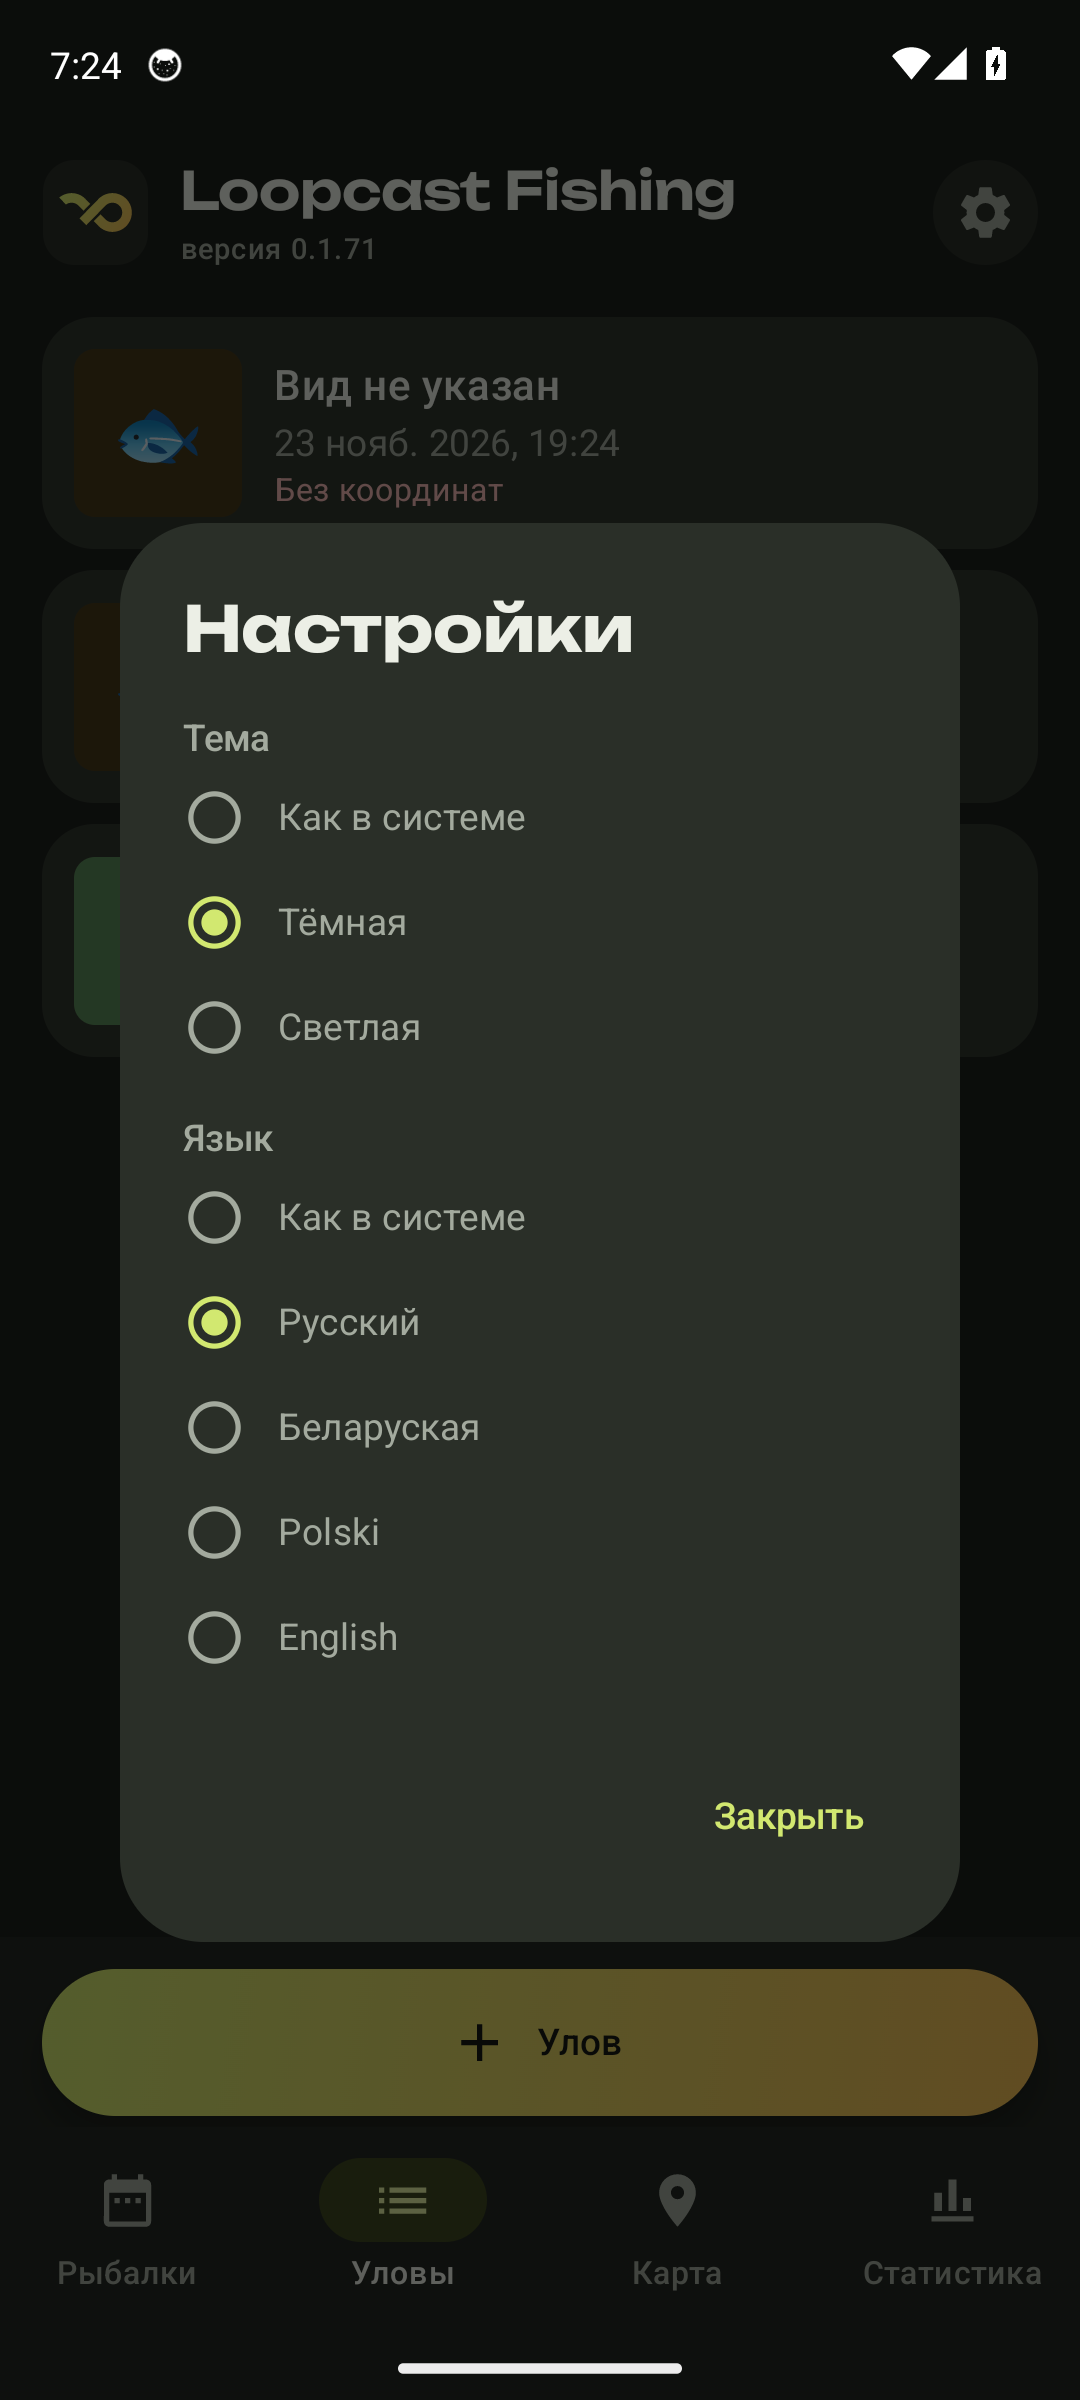 7:24
Loopcast Fishing
версия 0.1.71
Вид не указан
23 нояб. 2026, 19:24
Без координат
Настройки
Тема
Как в системе
Тёмная
Светлая
Язык
Как в системе
Русский
Беларуская
Polski
English
Закрыть
Улов
Рыбалки
Уловы
Карта
Статистика